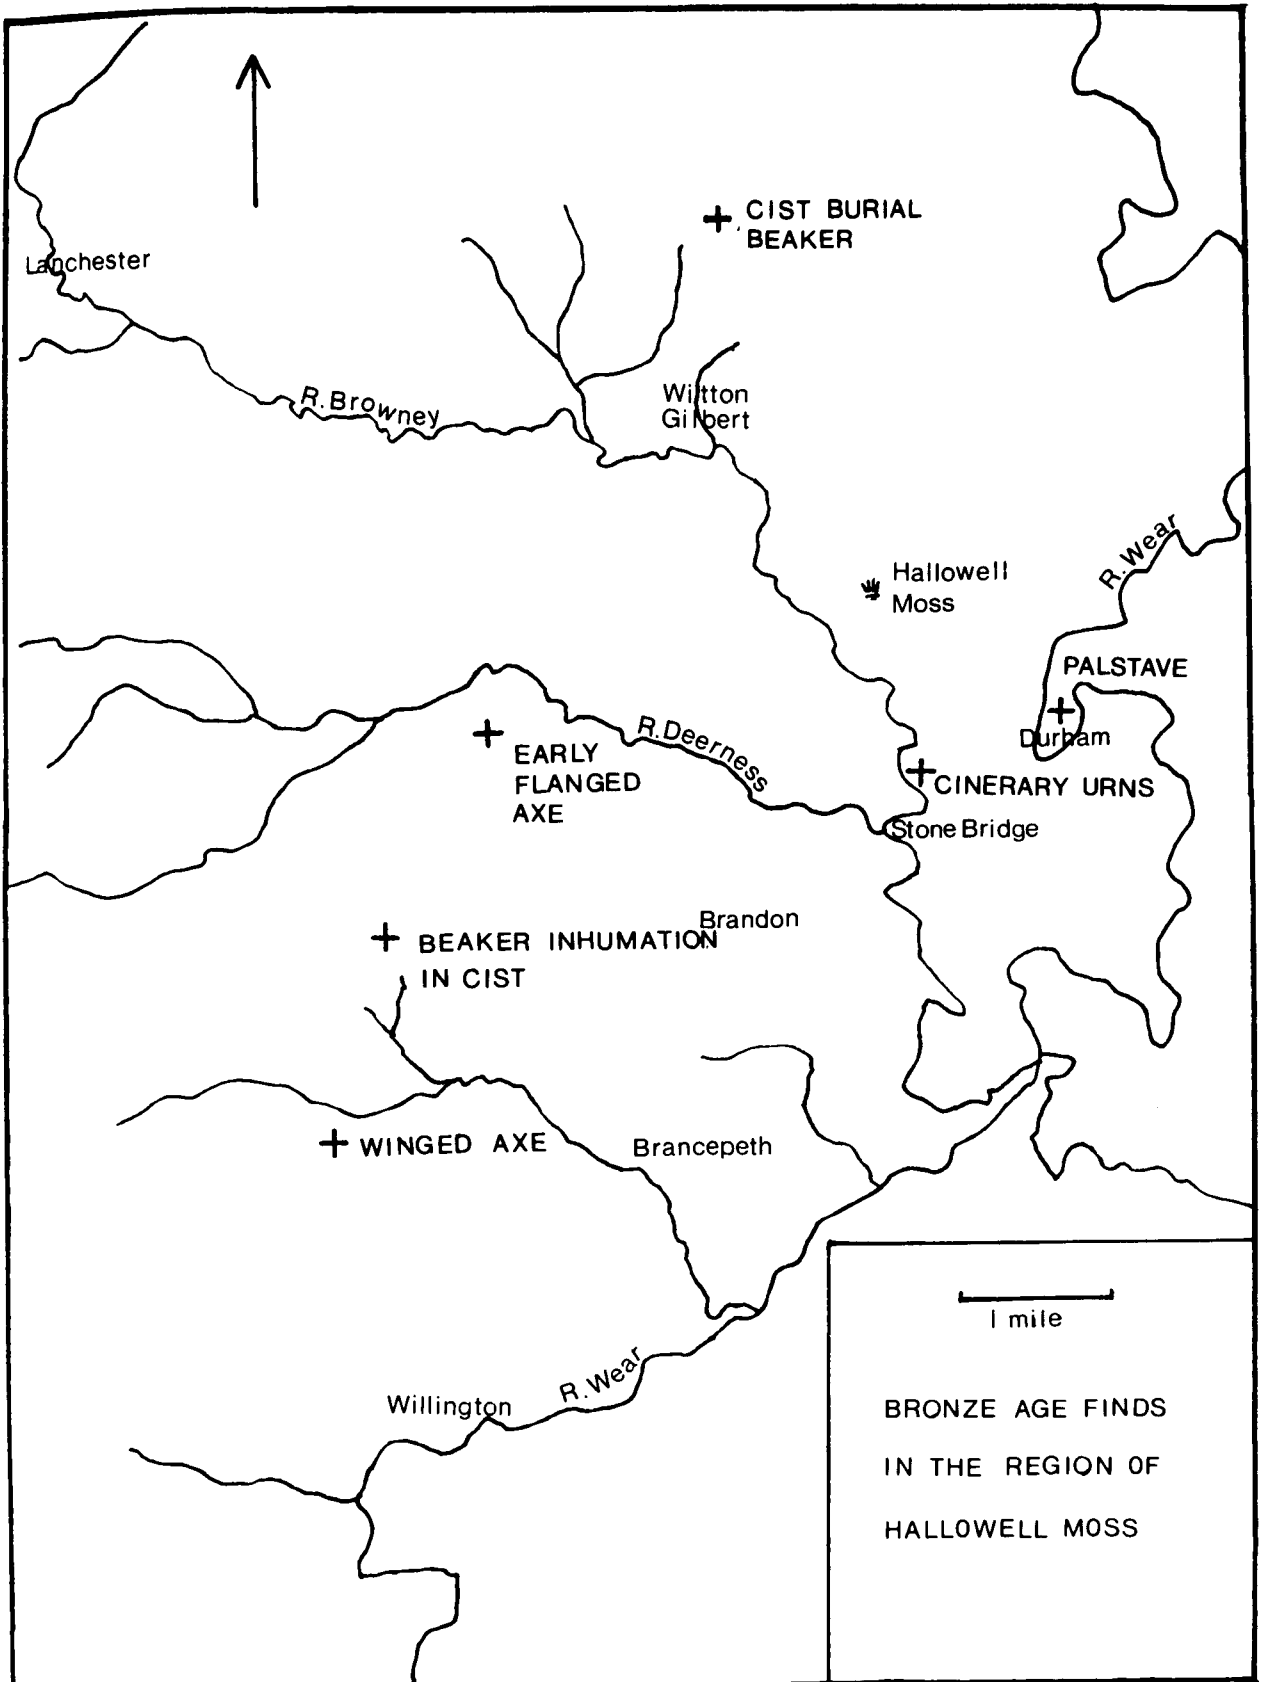 CIST BURIAL
BEAKER
Lanchester
R. Browney
Witton
Gilbert
R. Wear
Hallowell
Moss
PALSTAVE
Durham
R. Deerness
EARLY
FLANGED
AXE
CINERARY URNS
Stone Bridge
Brandon
BEAKER INHUMATION
IN CIST
WINGED AXE
Brancepeth
R. Wear
Willington
1 mile
BRONZE AGE FINDS
IN THE REGION OF
HALLOWELL MOSS